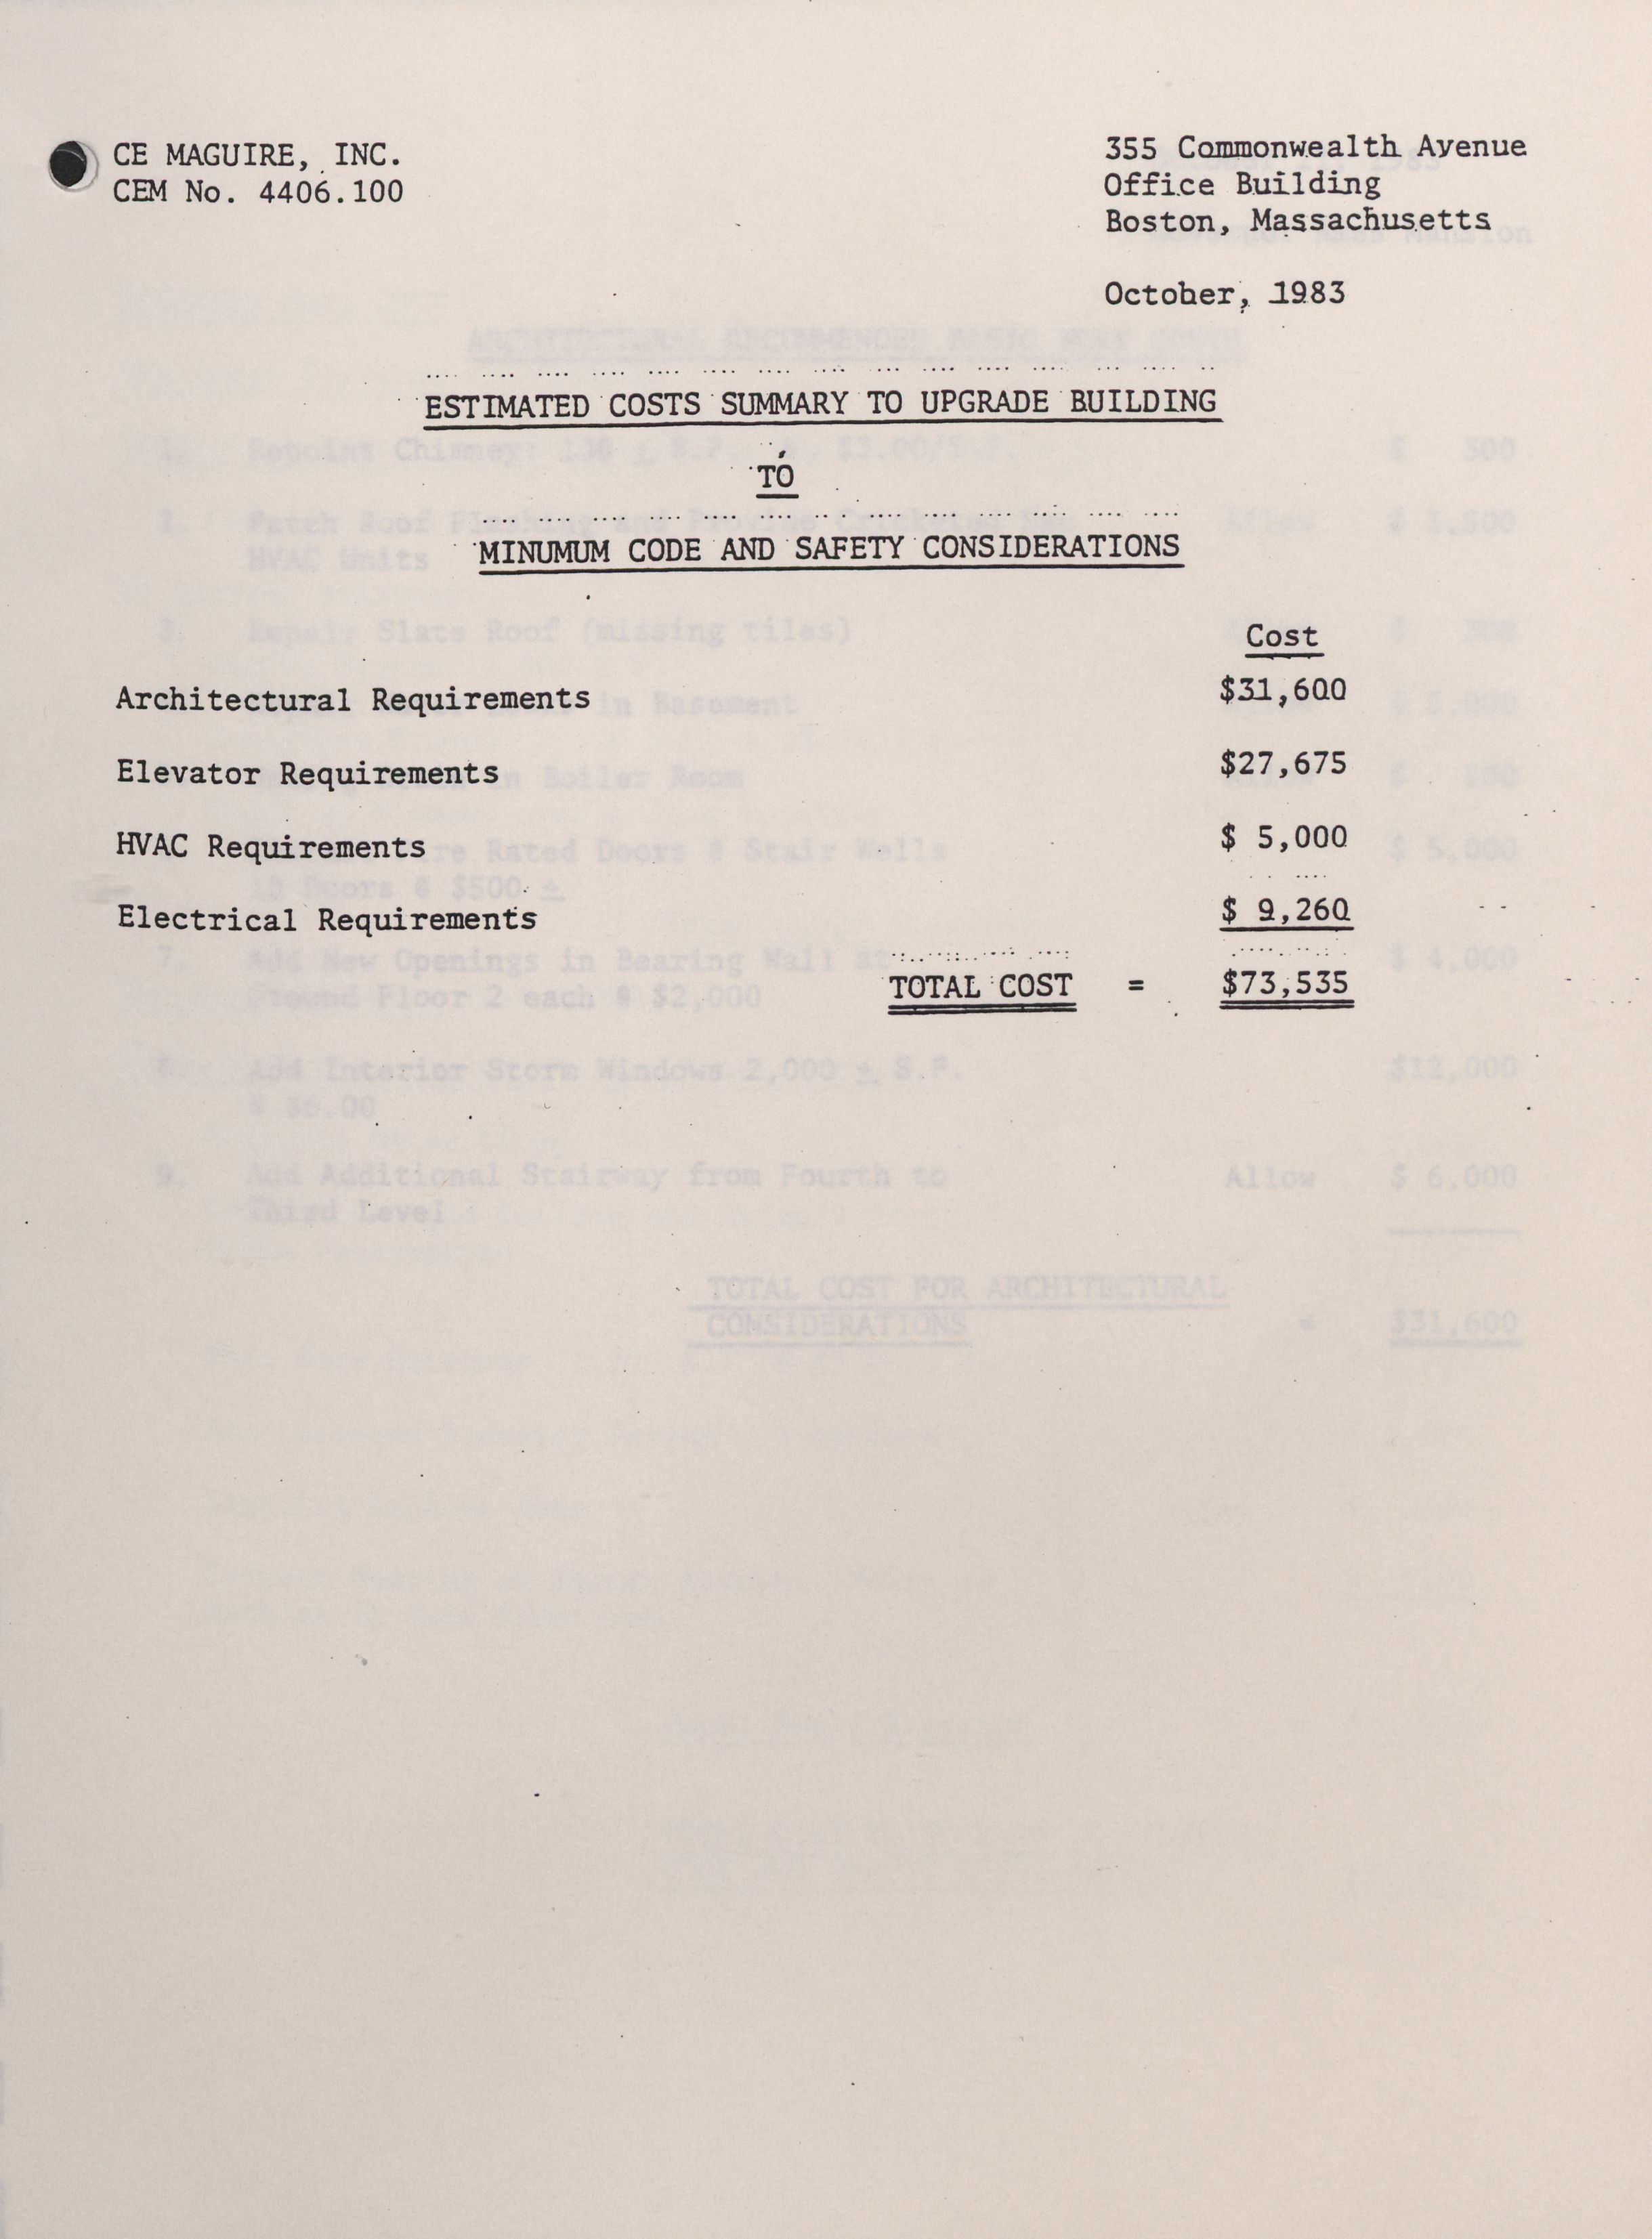 CE MAGUIRE, INC.
CEM No. 4406.100
355 Commonwealth Avenue
Office Building
Boston, Massachusetts
October, 1983
ESTIMATED COSTS SUMMARY TO UPGRADE BUILDING
TO
MINUMUM CODE AND SAFETY CONSIDERATIONS
Cost
Architectural Requirements $31,600
Elevator Requirements $27,675
HVAC Requirements $ 5,000
Electrical Requirements $ 9,260
TOTAL COST = $73,535